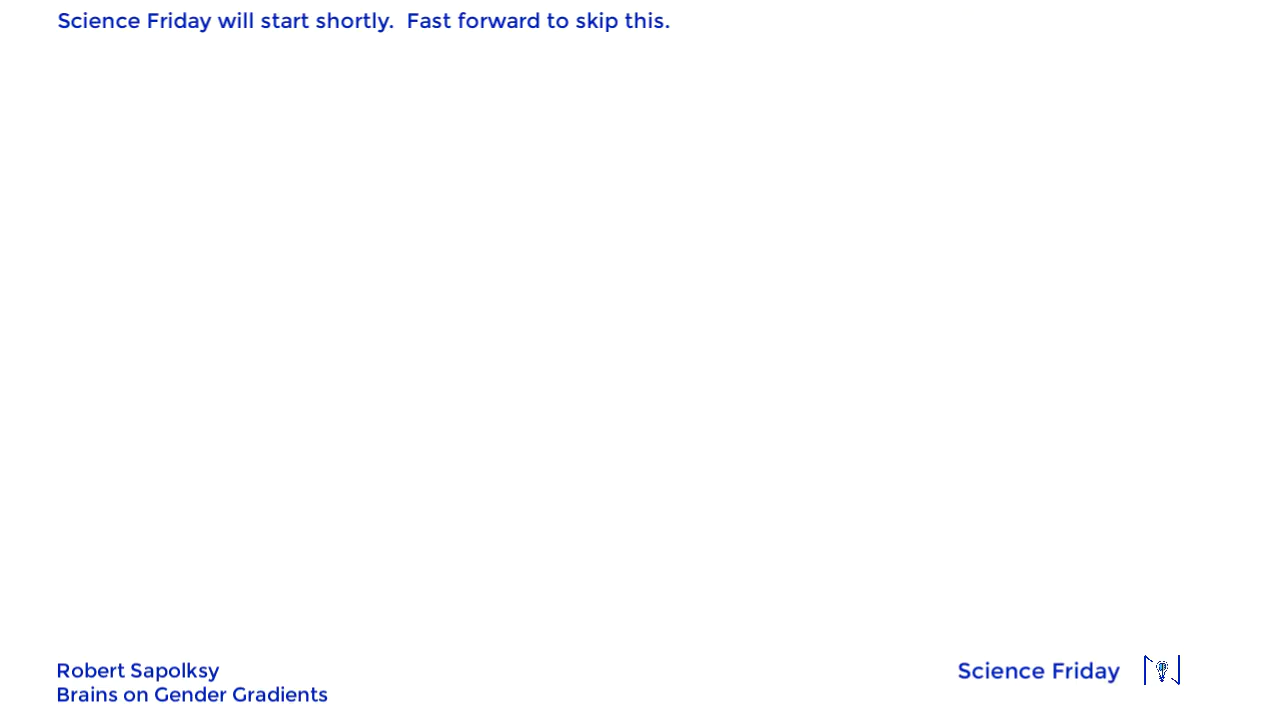 Science Friday will start shortly. Fast forward to skip this.
Robert Sapolksy
Brains on Gender Gradients
Science Friday